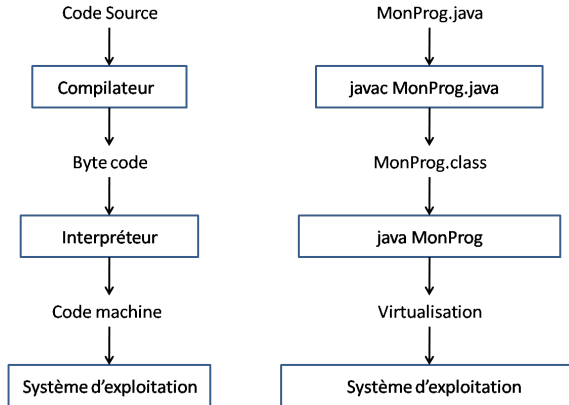 Code Source
MonProg.java
Compilateur
javac MonProg.java
Byte code
MonProg.class
Interpréteur
java MonProg
Code machine
Virtualisation
Système d'exploitation
Système d'exploitation